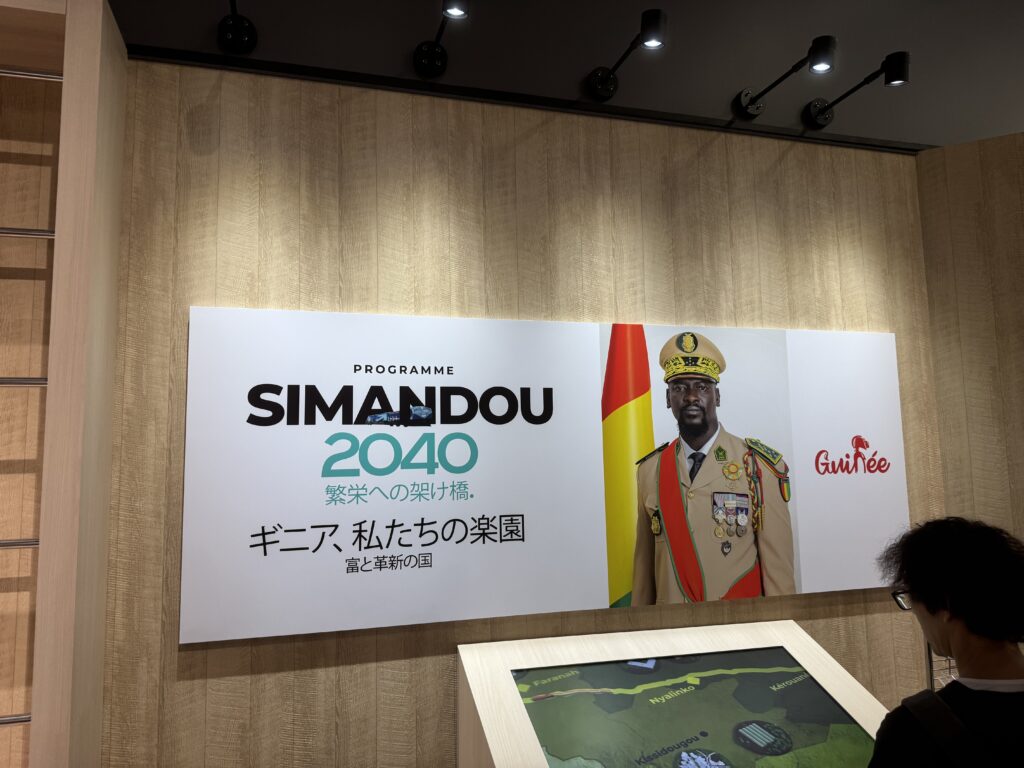 PROGRAMME
SIMANDOU
2040
繁栄への架け橋.
ギニア、私たちの楽園
富と革新の国
Guinée
Faranah
Nyalinko
Kérouané
Kissidougou